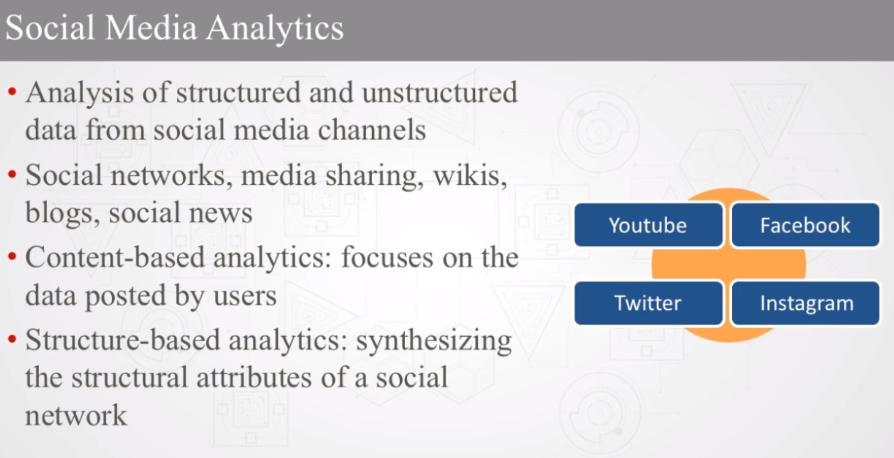 Social Media Analytics
• Analysis of structured and unstructured
data from social media channels
• Social networks, media sharing, wikis,
blogs, social news
• Content-based analytics: focuses on the
data posted by users
• Structure-based analytics: synthesizing
the structural attributes of a social
network
Youtube
Facebook
Twitter
Instagram